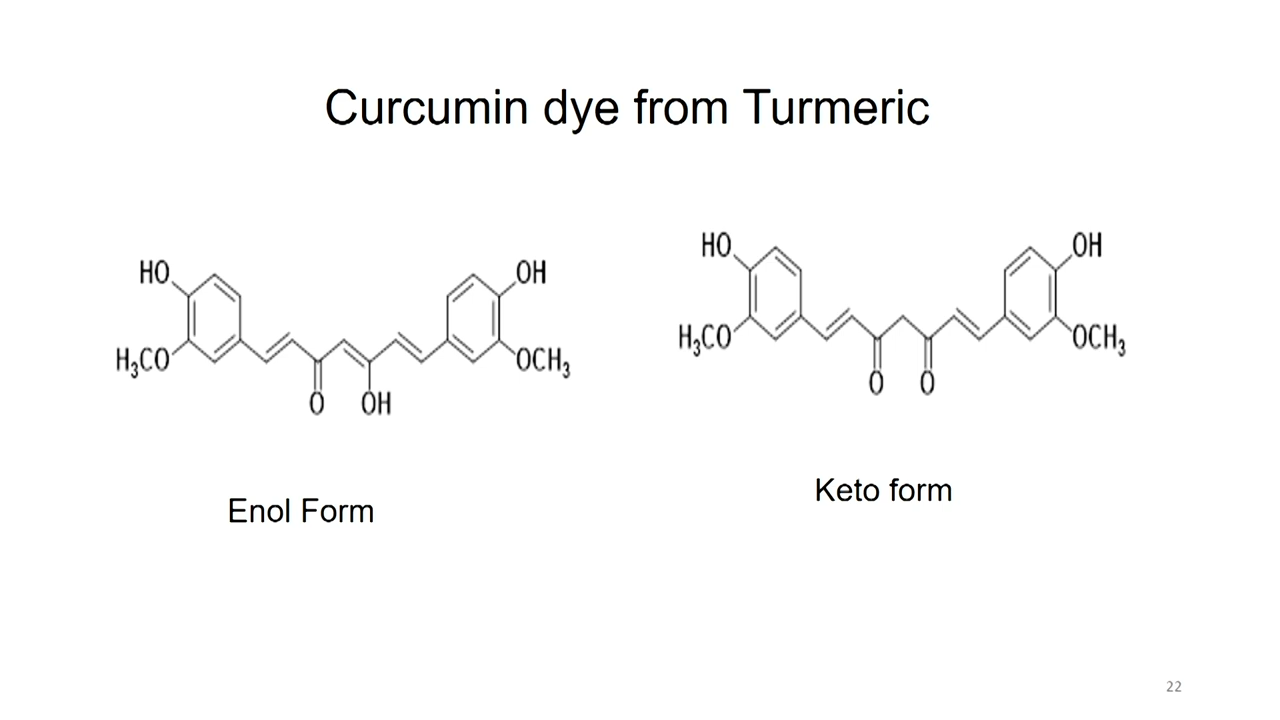 Curcumin dye from Turmeric
HO
OH
H₃CO
OCH₃
O
OH
Enol Form
HO
OH
H₃CO
OCH₃
O
O
Keto form
22